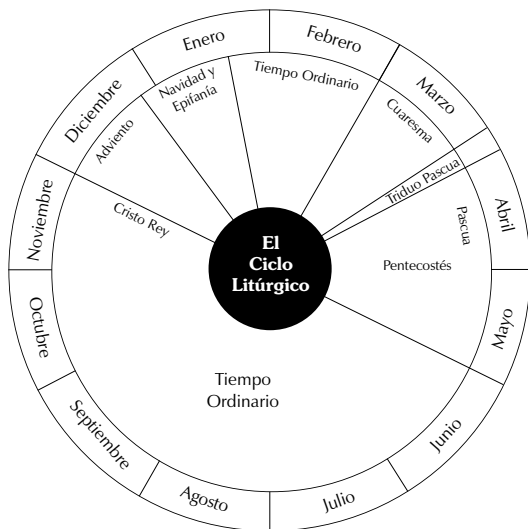 Enero
Febrero
Marzo
Abril
Mayo
Junio
Julio
Agosto
Septiembre
Octubre
Noviembre
Diciembre
Adviento
Navidad y
Epifanía
Tiempo Ordinario
Cuaresma
Triduo Pascua
Pascua
Pentecostés
Cristo Rey
El
Ciclo
Litúrgico
Tiempo
Ordinario